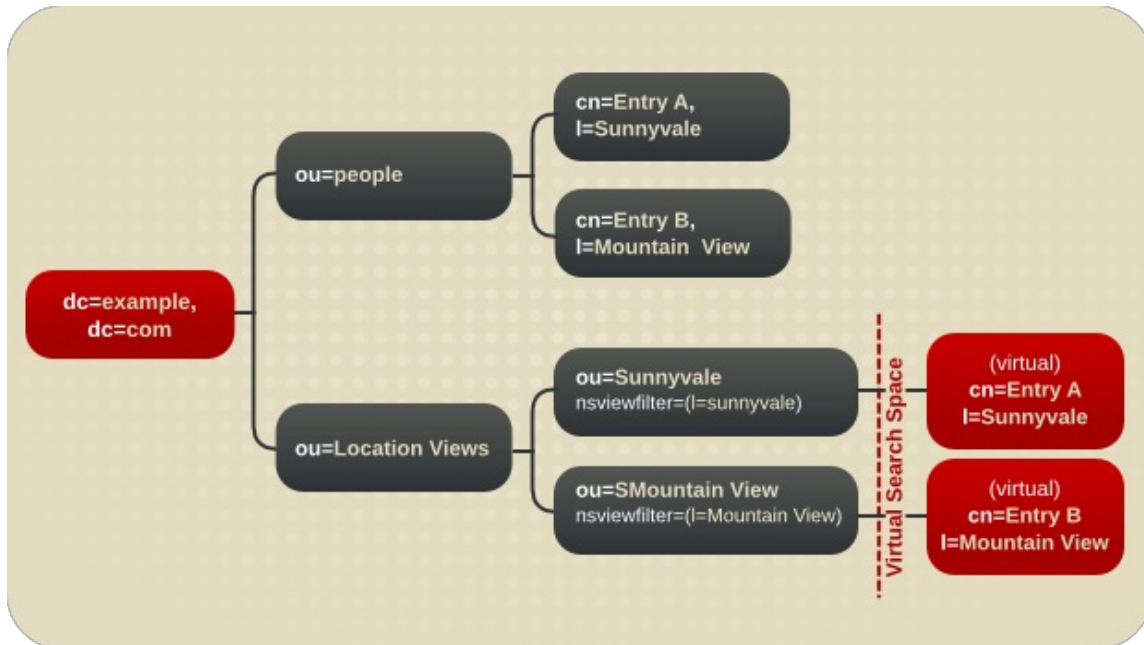 cn=Entry A,
l=Sunnyvale
ou=people
cn=Entry B,
l=Mountain View
dc=example,
dc=com
ou=Sunnyvale
nsviewfilter=(l=sunnyvale)
(virtual)
cn=Entry A
l=Sunnyvale
ou=Location Views
ou=SMountain View
nsviewfilter=(l=Mountain View)
Virtual Search Space
(virtual)
cn=Entry B
l=Mountain View